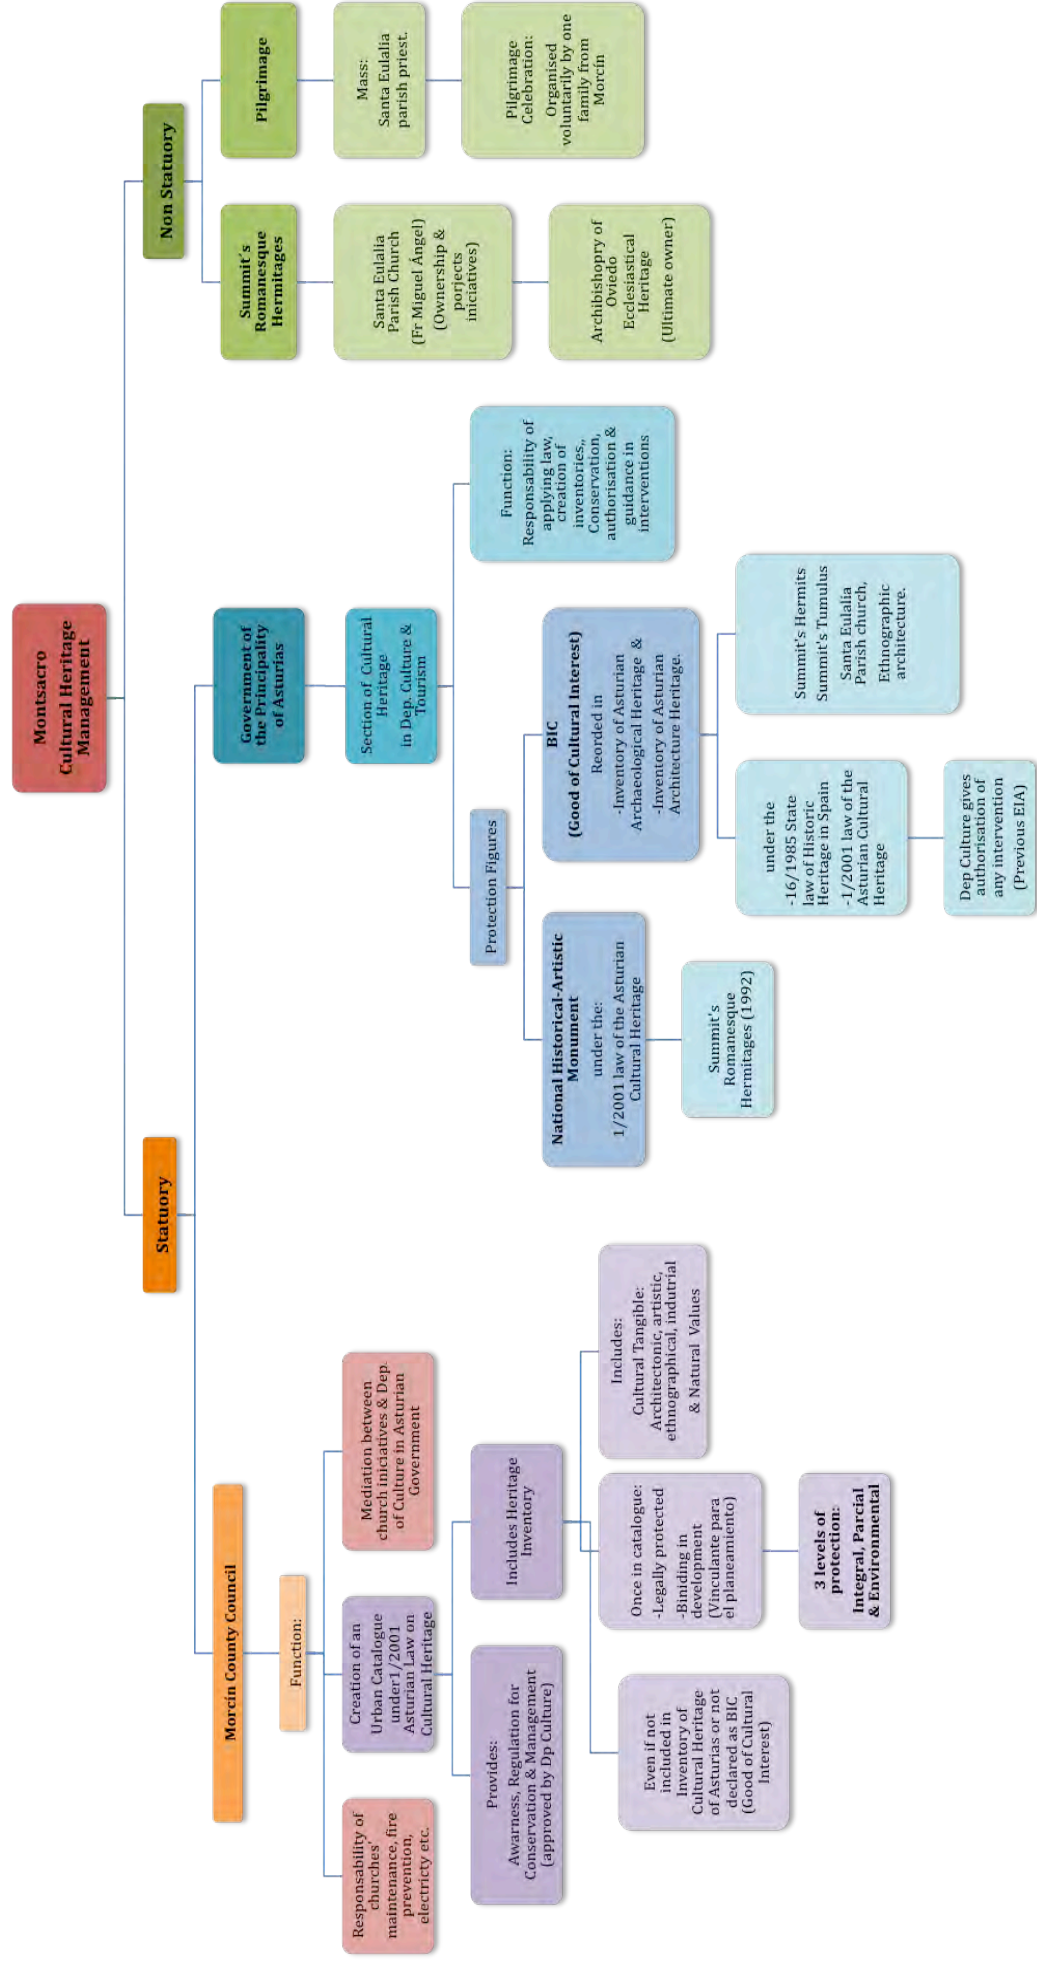 Montsacro
Cultural Heritage
Management
Statuory
Non Statuory
Morcín County Council
Function:
Responsability of
churches'
maintenance, fire
prevention,
electricty etc.
Creation of an
Urban Catalogue
under1/2001
Asturian Law on
Cultural Heritage
Mediation between
church iniciatives & Dep.
of Culture in Asturian
Government
Provides:
Awarness, Regulation for
Conservation & Management
(approved by Dp Culture)
Includes Heritage
Inventory
Even if not
included in
Inventory of
Cultural Heritage
of Asturias or not
declared as BIC
(Good of Cultural
Interest)
Once in catalogue:
-Legally protected
-Biniding in
development
(Vinculante para
el planeamiento)
3 levels of
protection:
Integral, Parcial
& Environmental
Includes:
Cultural Tangible:
Architectonic, artistic,
ethnographical, indutrial
& Natural Values
Government of
the Principality
of Asturias
Section of Cultural
Heritage
in Dep. Culture &
Tourism
Protection Figures
National Historical-Artistic
Monument
under the:
1/2001 law of the Asturian
Cultural Heritage
Summit's
Romanesque
Hermitages (1992)
BIC
(Good of Cultural Interest)
Reorded in
-Inventory of Asturian
Archaeological Heritage &
-Inventory of Asturian
Architecture Heritage.
under the
-16/1985 State
law of Historic
Heritage in Spain
-1/2001 law of the
Asturian Cultural
Heritage
Dep Culture gives
authorisation of
any intervention
(Previous EIA)
Summit's Hermits
Summit's Tumulus
Santa Eulalia
Parish church,
Ethnographic
architecture.
Function:
Responsability of
applying law,
creation of
inventories,,
Conservation,
authorisation &
guidance in
interventions
Summit's
Romanesque
Hermitages
Santa Eulalia
Parish Church
(Fr Miguel Ángel)
(Ownership &
porjects
iniciatives)
Archibishopry of
Oviedo
Ecclesiastical
Heritage
(Ultimate owner)
Pilgrimage
Mass:
Santa Eulalia
parish priest.
Pilgrimage
Celebration:
Organised
voluntarily by one
family from
Morcín